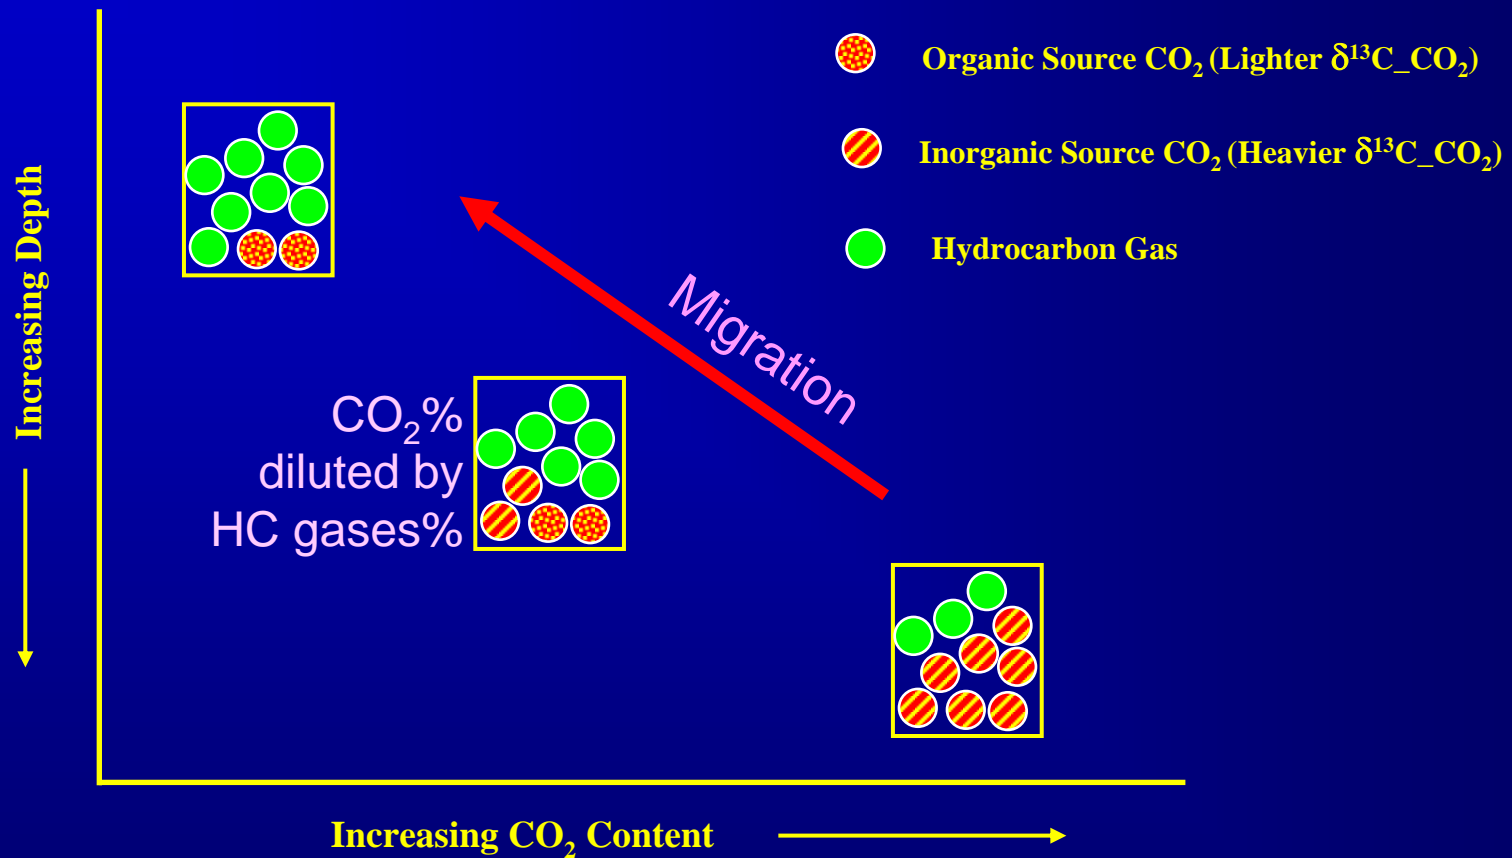 Organic Source CO₂ (Lighter δ¹³C_CO₂)
Inorganic Source CO₂ (Heavier δ¹³C_CO₂)
Hydrocarbon Gas
Increasing Depth
Migration
CO₂%
diluted by
HC gases%
Increasing CO₂ Content